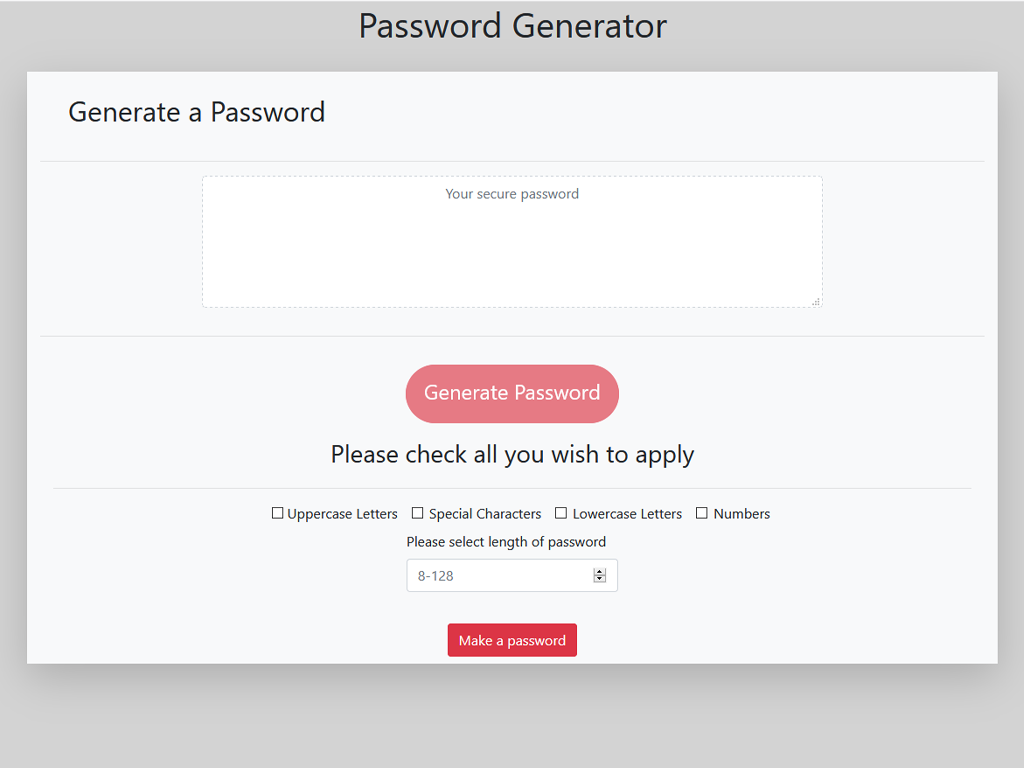 Password Generator
Generate a Password
Your secure password
Generate Password
Please check all you wish to apply
Uppercase Letters Special Characters Lowercase Letters Numbers
Please select length of password
8-128
Make a password